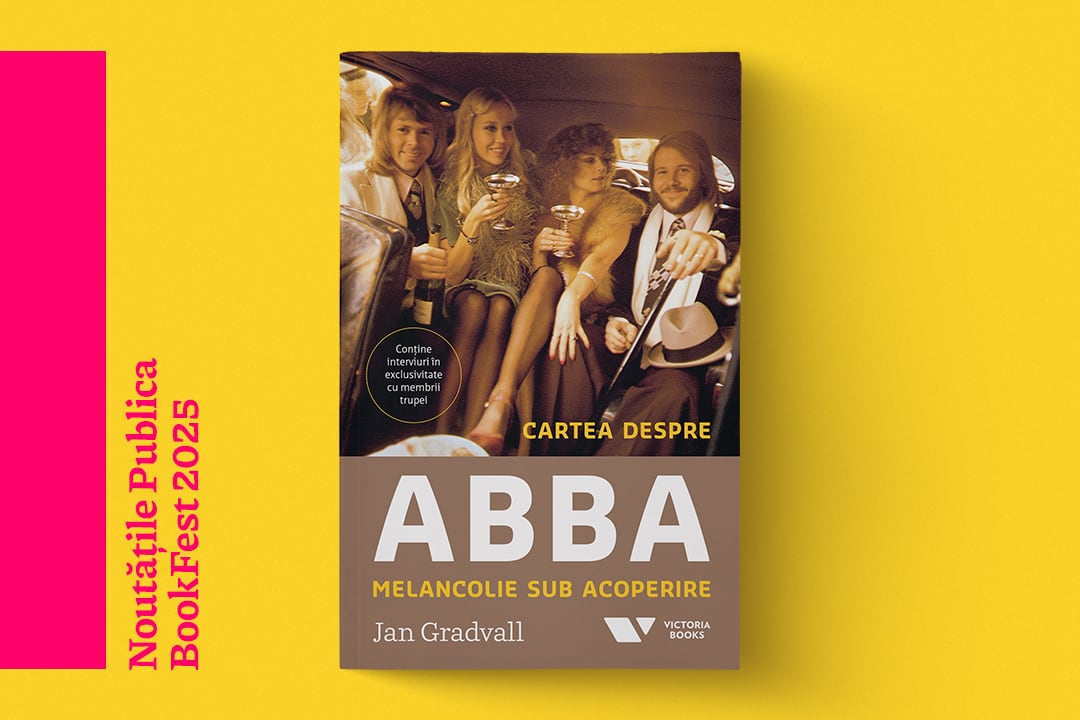 Noutățile Publica
BookFest 2025
Conține
interviuri în
exclusivitate
cu membrii
trupei
CARTEA DESPRE
ABBA
MELANCOLIE SUB ACOPERIRE
Jan Gradvall
VICTORIA
BOOKS